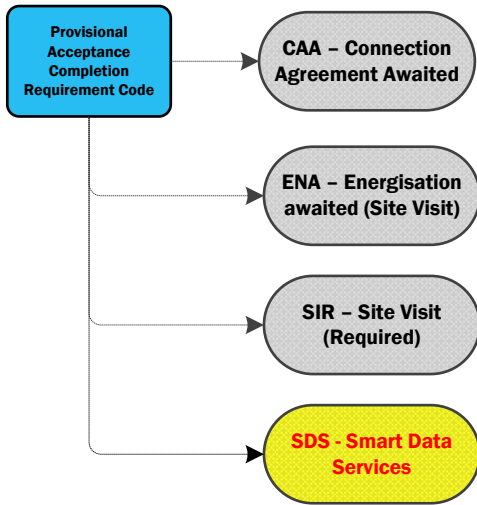 Provisional
Acceptance
Completion
Requirement Code
CAA – Connection
Agreement Awaited
ENA – Energisation
awaited (Site Visit)
SIR – Site Visit
(Required)
SDS - Smart Data
Services